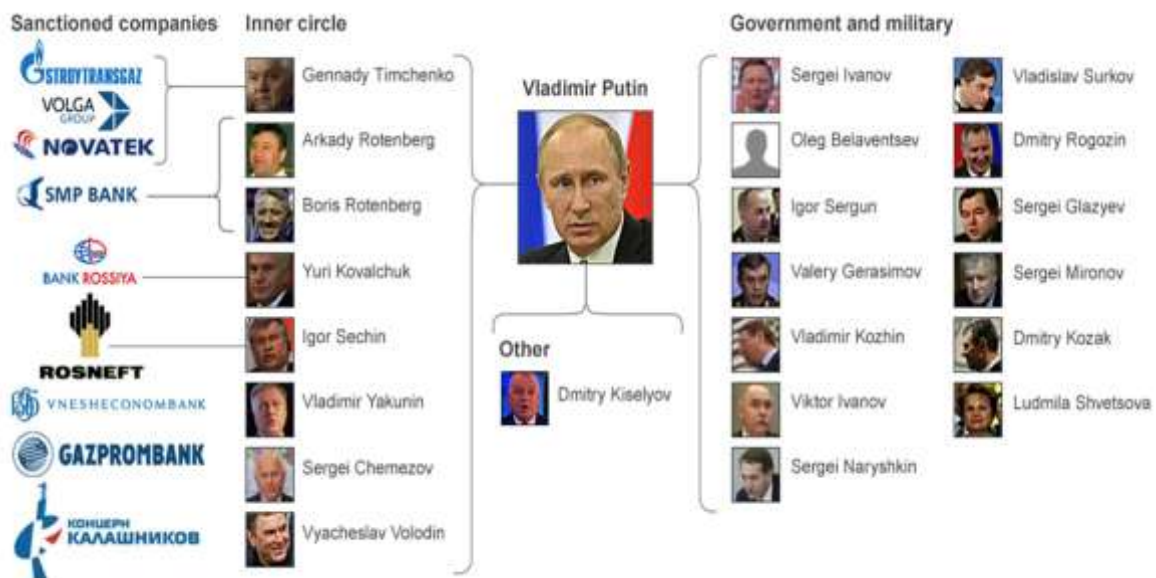 Sanctioned companies
Inner circle
Government and military
STROYTRANSGAZ
VOLGA
GROUP
NOVATEK
SMP BANK
BANK ROSSIYA
ROSNEFT
VNESHECONOMBANK
GAZPROMBANK
КОНЦЕРН
КАЛАШНИКОВ
Gennady Timchenko
Arkady Rotenberg
Boris Rotenberg
Yuri Kovalchuk
Igor Sechin
Vladimir Yakunin
Sergei Chemezov
Vyacheslav Volodin
Vladimir Putin
Other
Dmitry Kiselyov
Sergei Ivanov
Oleg Belaventsev
Igor Sergun
Valery Gerasimov
Vladimir Kozhin
Viktor Ivanov
Sergei Naryshkin
Vladislav Surkov
Dmitry Rogozin
Sergei Glazyev
Sergei Mironov
Dmitry Kozak
Ludmila Shvetsova